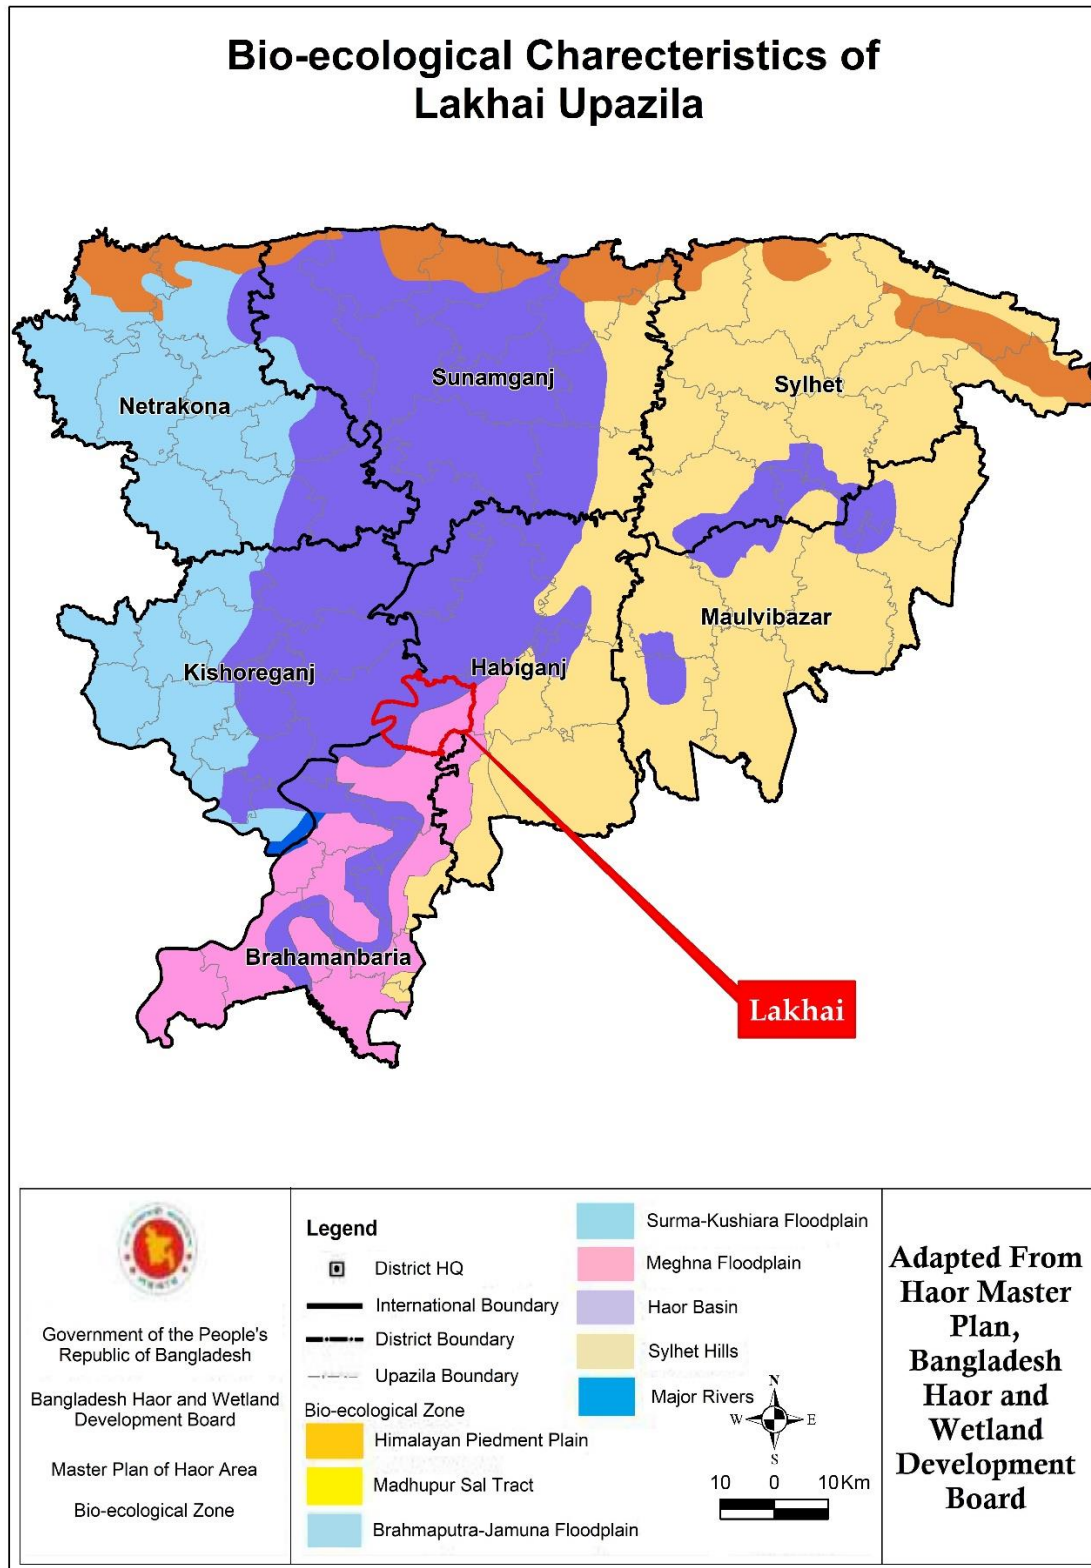 Bio-ecological Charecteristics of
Lakhai Upazila
Sunamganj
Sylhet
Netrakona
Maulvibazar
Kishoreganj
Habiganj
Brahamanbaria
Lakhai
Government of the People's
Republic of Bangladesh
Bangladesh Haor and Wetland
Development Board
Master Plan of Haor Area
Bio-ecological Zone
Legend
District HQ
International Boundary
District Boundary
Upazila Boundary
Bio-ecological Zone
Himalayan Piedment Plain
Madhupur Sal Tract
Brahmaputra-Jamuna Floodplain
Surma-Kushiara Floodplain
Meghna Floodplain
Haor Basin
Sylhet Hills
Major Rivers
N
W E
S
10 0 10 Km
Adapted From
Haor Master
Plan,
Bangladesh
Haor and
Wetland
Development
Board